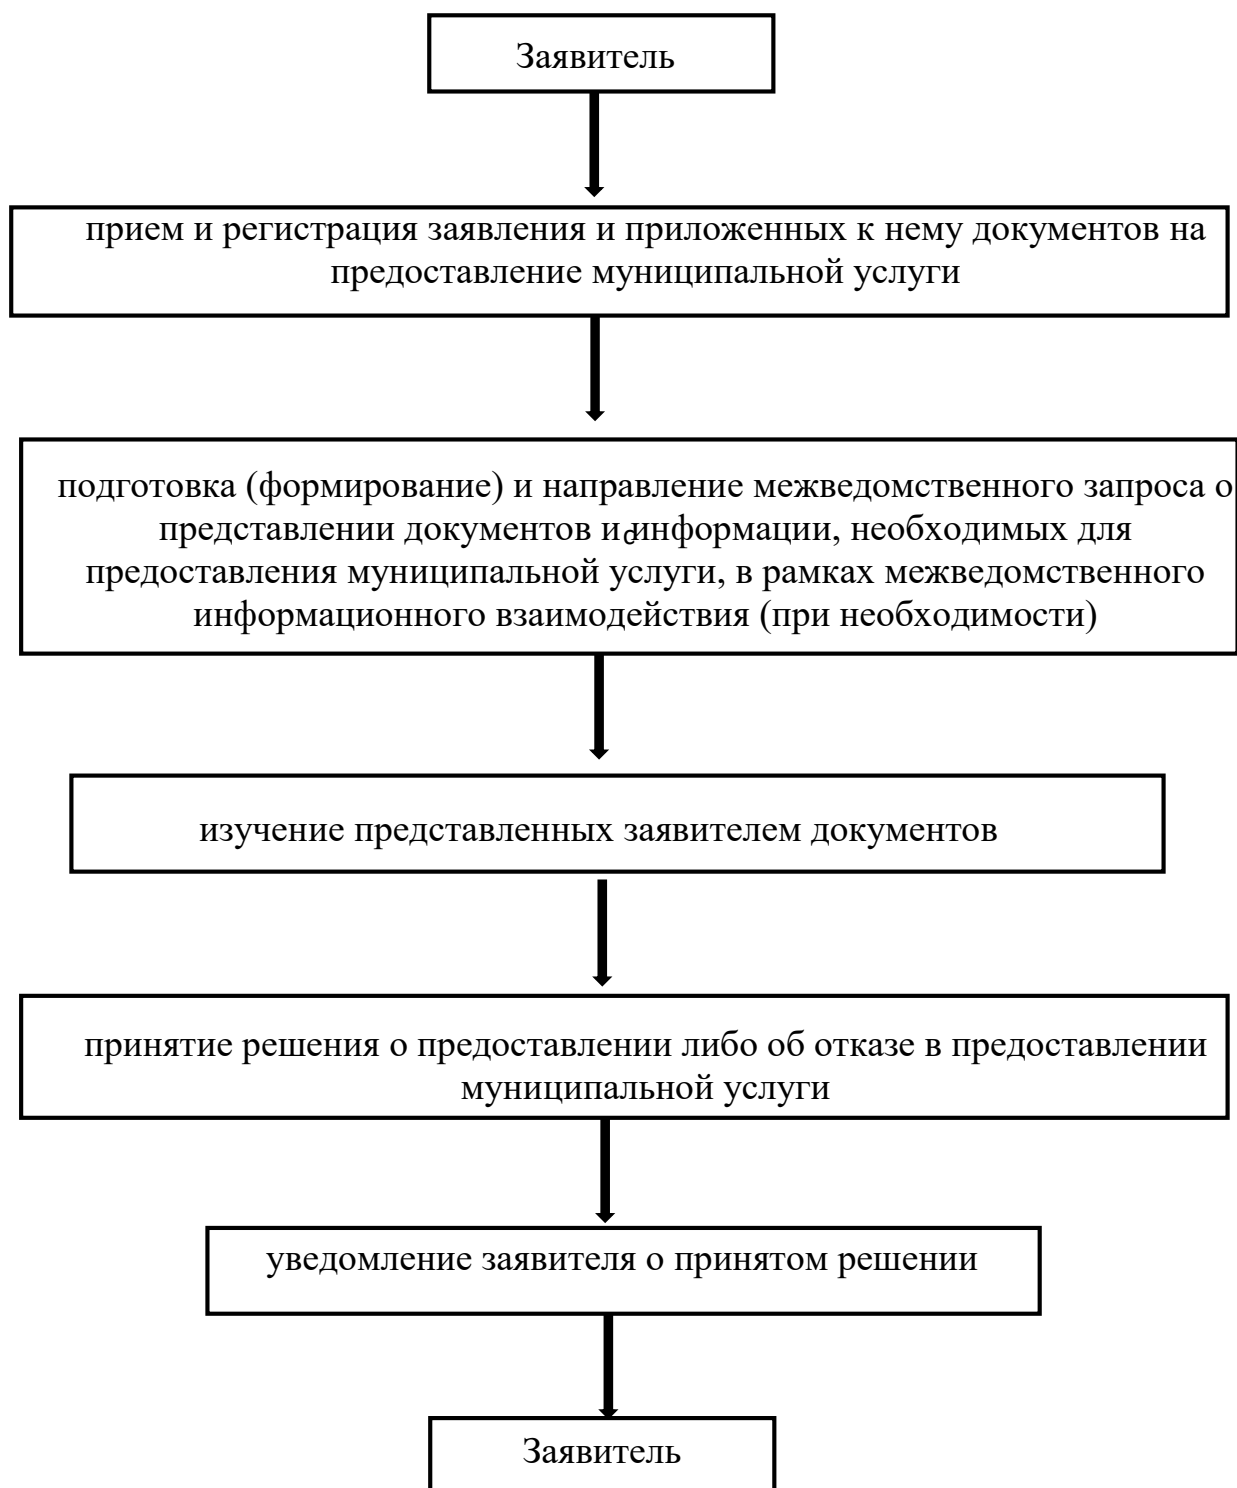 Заявитель
прием и регистрация заявления и приложенных к нему документов на
предоставление муниципальной услуги
подготовка (формирование) и направление межведомственного запроса о
представлении документов и информации, необходимых для
с
предоставления муниципальной услуги, в рамках межведомственного
информационного взаимодействия (при необходимости)
изучение представленных заявителем документов
принятие решения о предоставлении либо об отказе в предоставлении
муниципальной услуги
уведомление заявителя о принятом решении
Заявитель